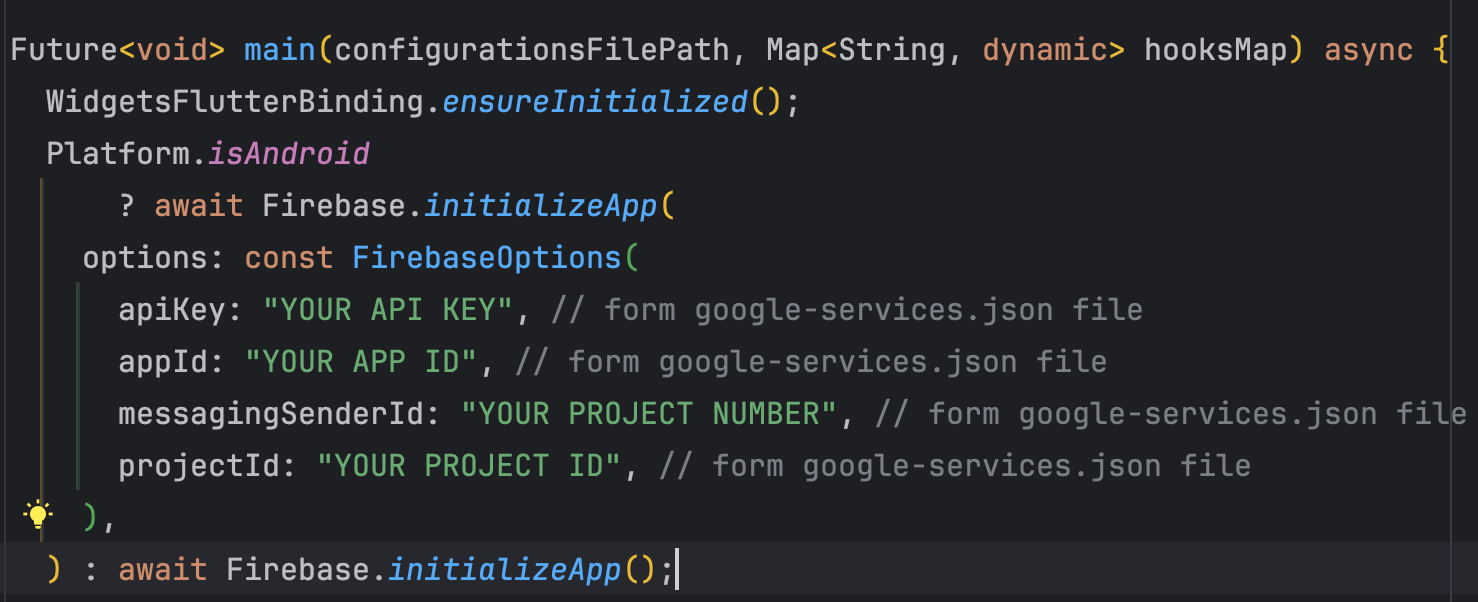 Future<void> main(configurationsFilePath, Map<String, dynamic> hooksMap) async {
WidgetsFlutterBinding.ensureInitialized();
Platform.isAndroid
? await Firebase.initializeApp(
options: const FirebaseOptions(
apiKey: "YOUR API KEY", // form google-services.json file
appId: "YOUR APP ID", // form google-services.json file
messagingSenderId: "YOUR PROJECT NUMBER", // form google-services.json file
projectId: "YOUR PROJECT ID", // form google-services.json file
),
) : await Firebase.initializeApp();